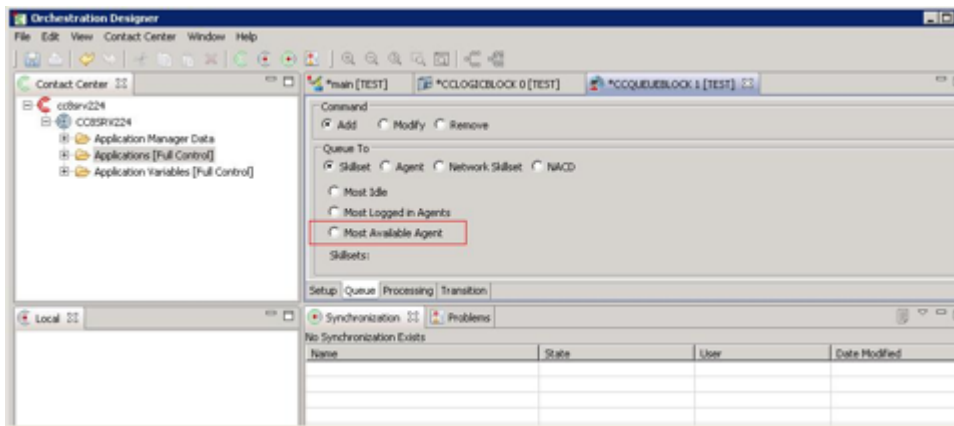 Orchestration Designer
File Edit View Contact Center Window Help
Contact Center
cc8srv224
CC8SRV224
Application Manager Data
Applications [Full Control]
Application Variables [Full Control]
*main [TEST] *CCLOGICBLOCK 0 [TEST] *CCQUEUEBLOCK 1 [TEST]
Command
Add Modify Remove
Queue To
Skillset Agent Network Skillset NACD
Most Idle
Most Logged in Agents
Most Available Agent
Skillsets:
Setup Queue Processing Transition
Local
Synchronization Problems
No Synchronization Exists
Name State User Date Modified